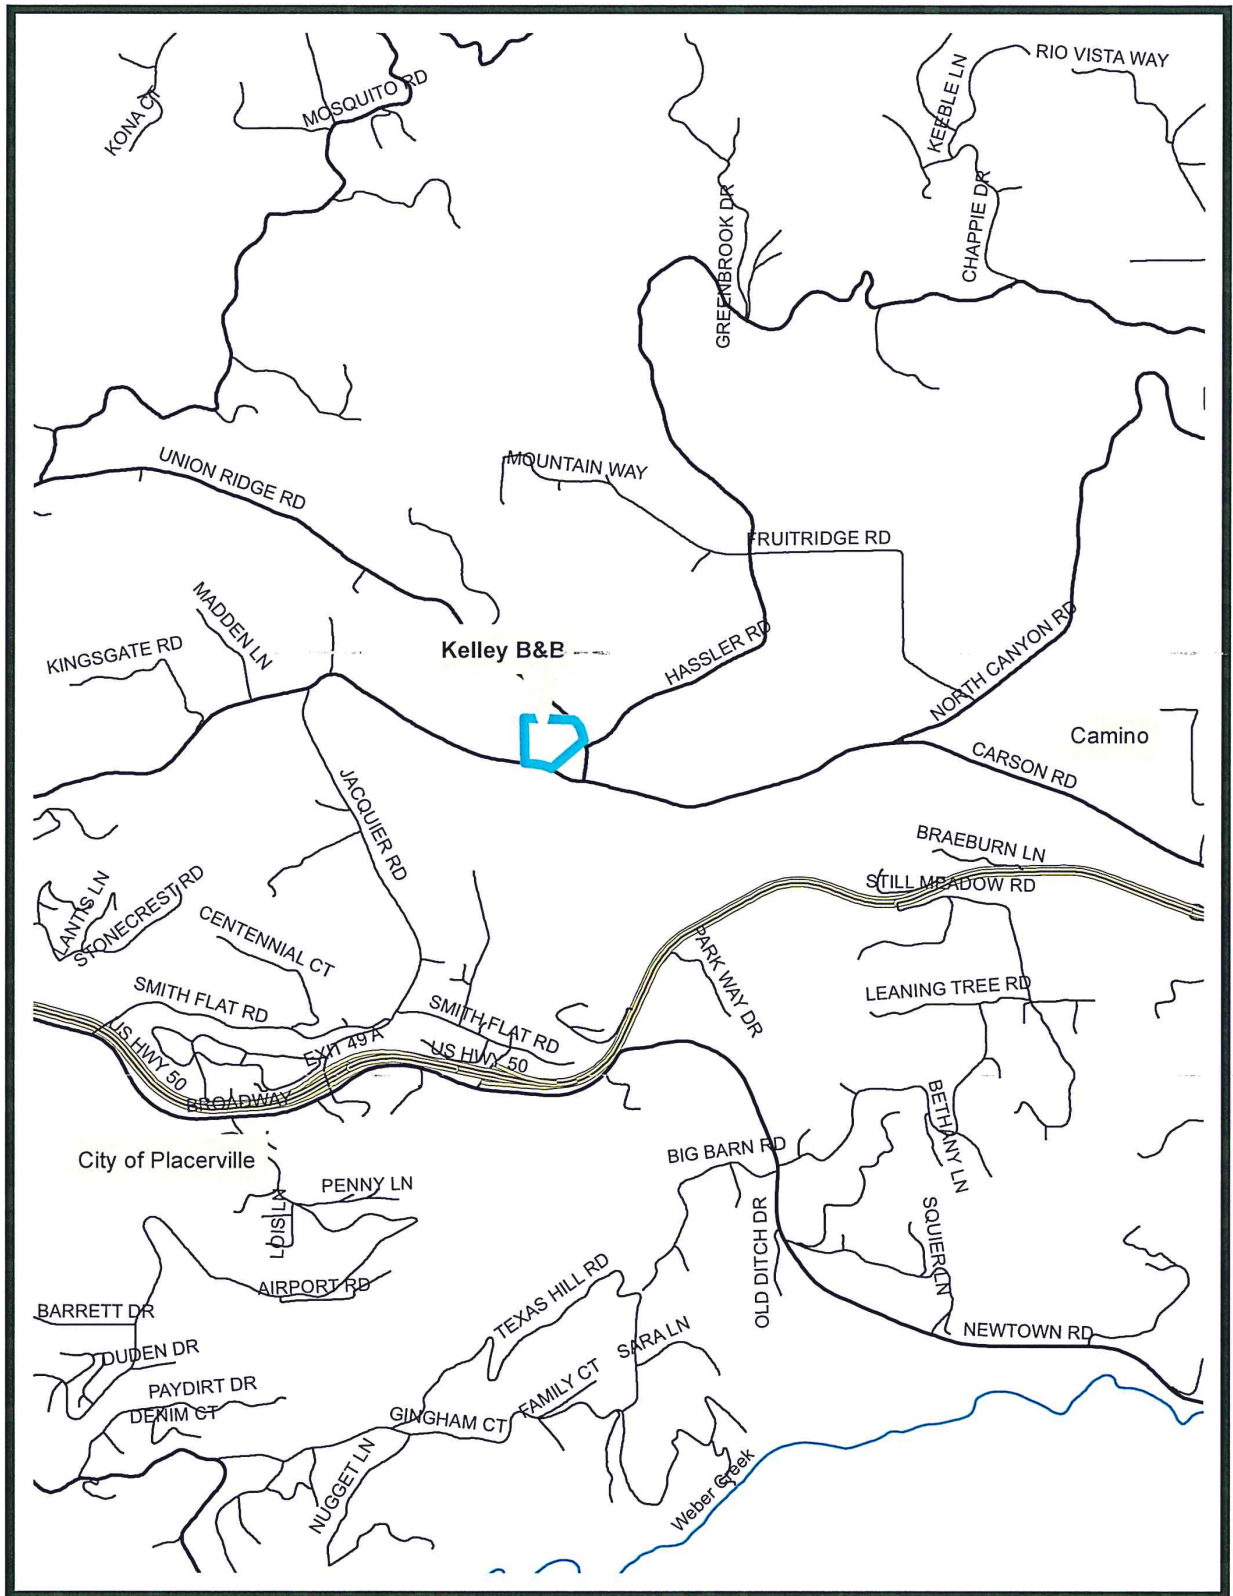 RIO VISTA WAY
KEEBLE LN
MOSQUITO RD
KONA CT
CHAPPIE DR
GREENBROOK DR
UNION RIDGE RD
MOUNTAIN WAY
FRUITRIDGE RD
MADDEN LN
KINGSGATE RD
Kelley B&B
HASSLER RD
NORTH CANYON RD
Camino
CARSON RD
JACQUIER RD
BRAEBURN LN
STILL MEADOW RD
LANTIS LN
STONECREST RD
CENTENNIAL CT
PARK WAY DR
LEANING TREE RD
SMITH FLAT RD
SMITH FLAT RD
US HWY 50
EXIT 49 A
US HWY 50
BROADWAY
BETHANY LN
City of Placerville
BIG BARN RD
PENNY LN
LOIS LN
OLD DITCH DR
SQUIER LN
AIRPORT RD
TEXAS HILL RD
BARRETT DR
NEWTOWN RD
SARA LN
DUDEN DR
FAMILY CT
PAYDIRT DR
DENIM CT
GINGHAM CT
NUGGET LN
Weber Creek